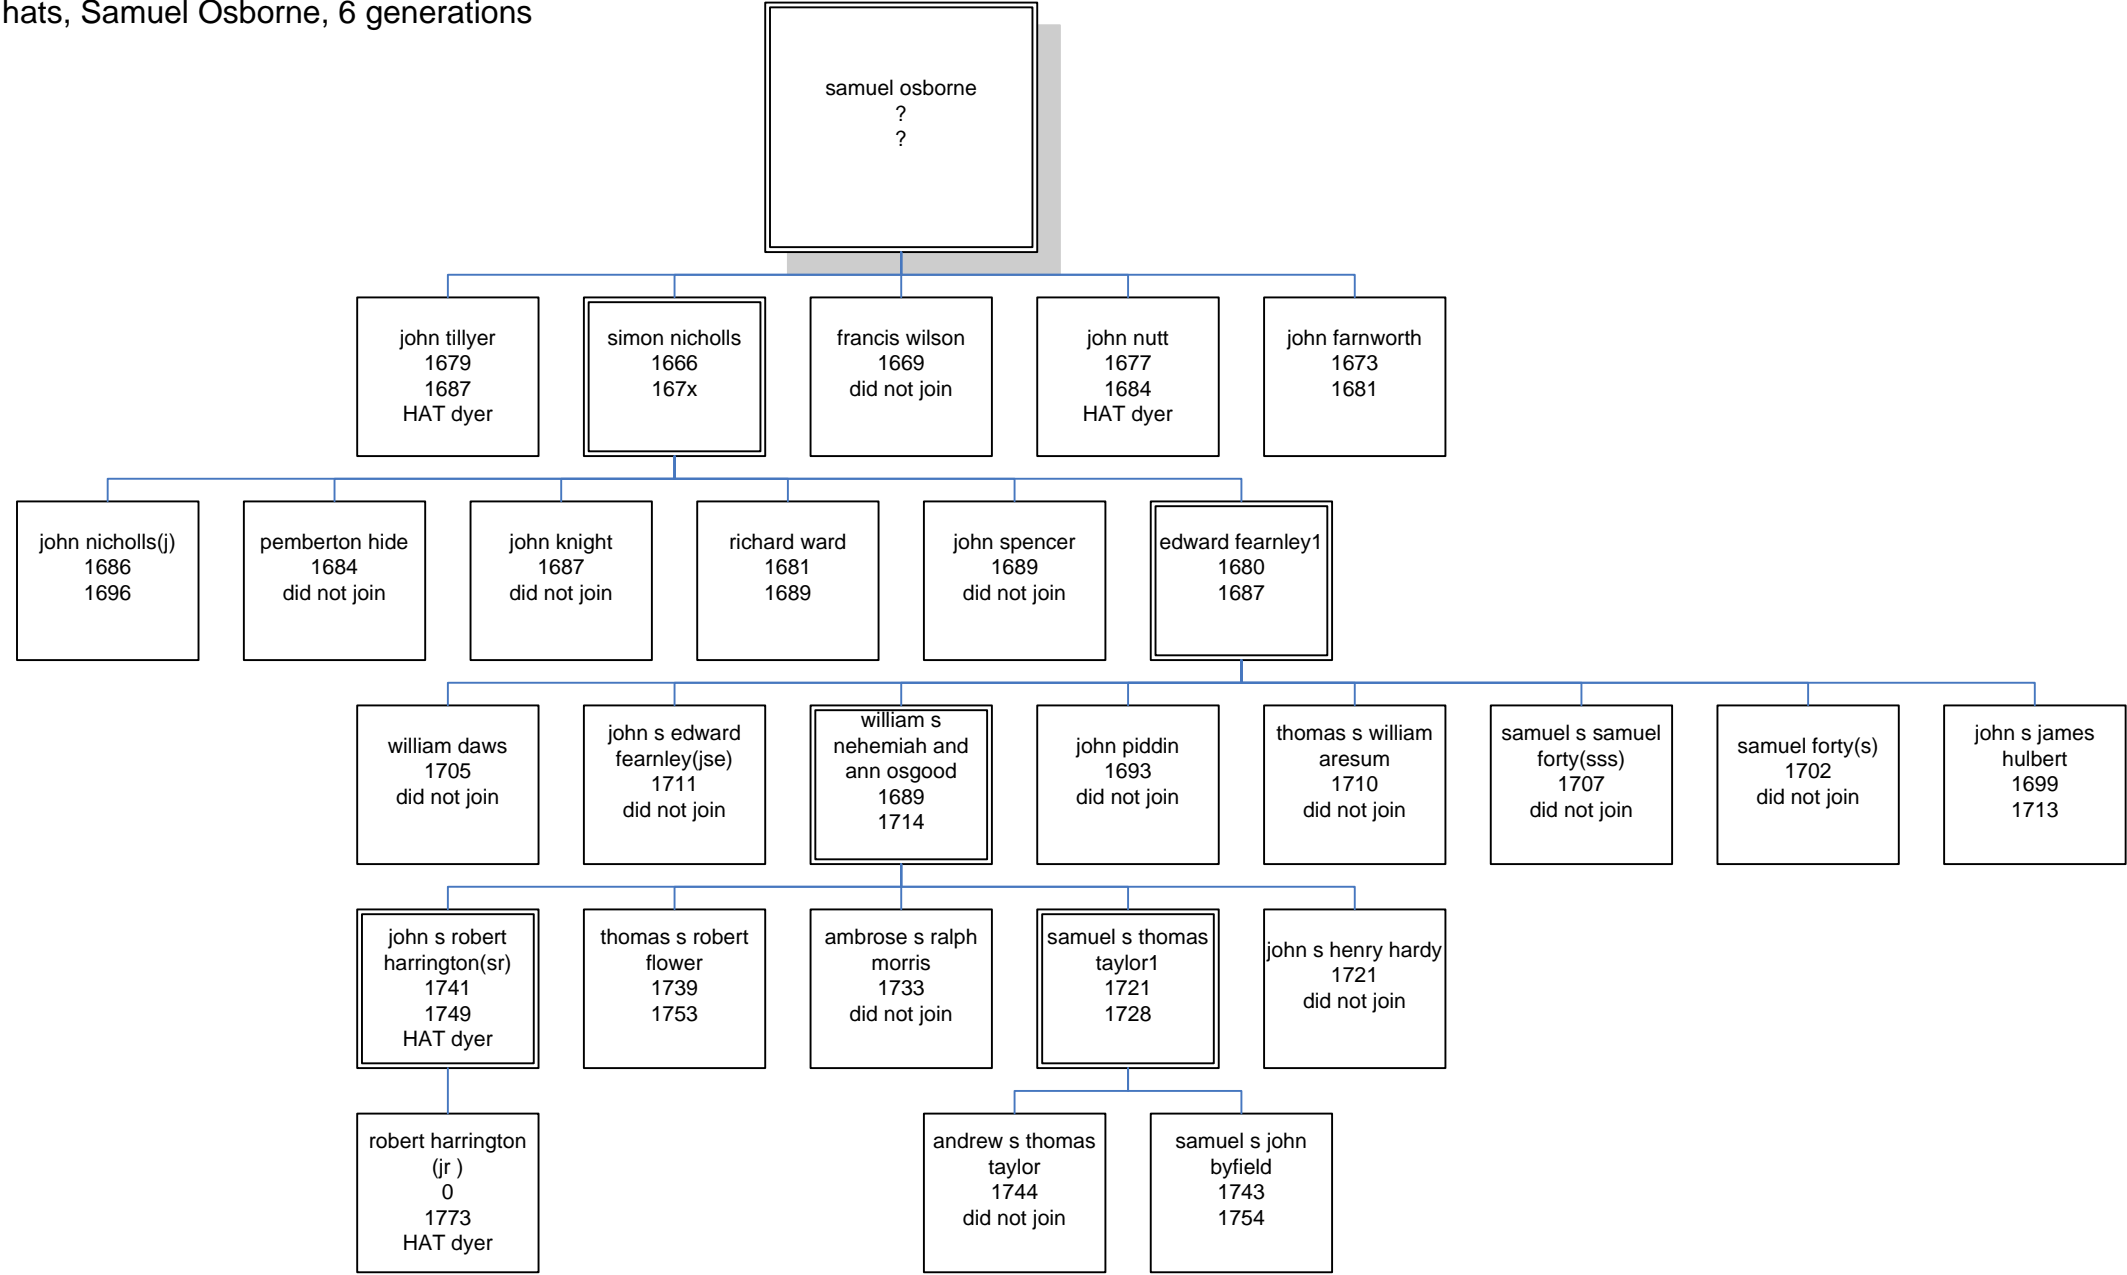 hats, Samuel Osborne, 6 generations
samuel osborne
?
?
john tillyer
1679
1687
HAT dyer
simon nicholls
1666
167x
francis wilson
1669
did not join
john nutt
1677
1684
HAT dyer
john farnworth
1673
1681
john nicholls(j)
1686
1696
pemberton hide
1684
did not join
john knight
1687
did not join
richard ward
1681
1689
john spencer
1689
did not join
edward fearnley1
1680
1687
william daws
1705
did not join
john s edward
fearnley(jse)
1711
did not join
william s
nehemiah and
ann osgood
1689
1714
john piddin
1693
did not join
thomas s william
aresum
1710
did not join
samuel s samuel
forty(sss)
1707
did not join
samuel forty(s)
1702
did not join
john s james
hulbert
1699
1713
john s robert
harrington(sr)
1741
1749
HAT dyer
thomas s robert
flower
1739
1753
ambrose s ralph
morris
1733
did not join
samuel s thomas
taylor1
1721
1728
john s henry hardy
1721
did not join
robert harrington
(jr )
0
1773
HAT dyer
andrew s thomas
taylor
1744
did not join
samuel s john
byfield
1743
1754